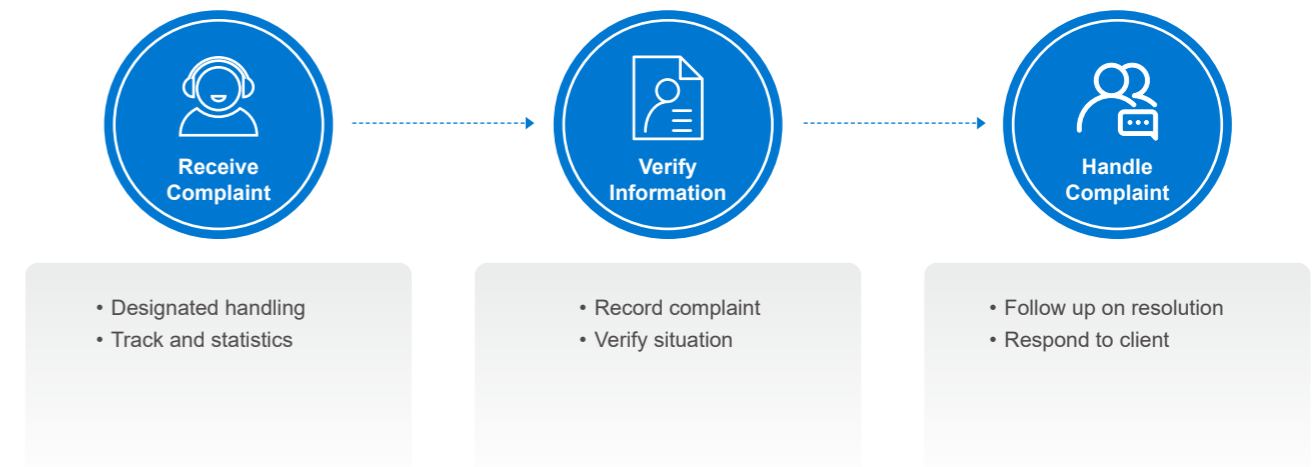 Receive
Complaint
Verify
Information
Handle
Complaint
• Designated handling
• Track and statistics
• Record complaint
• Verify situation
• Follow up on resolution
• Respond to client